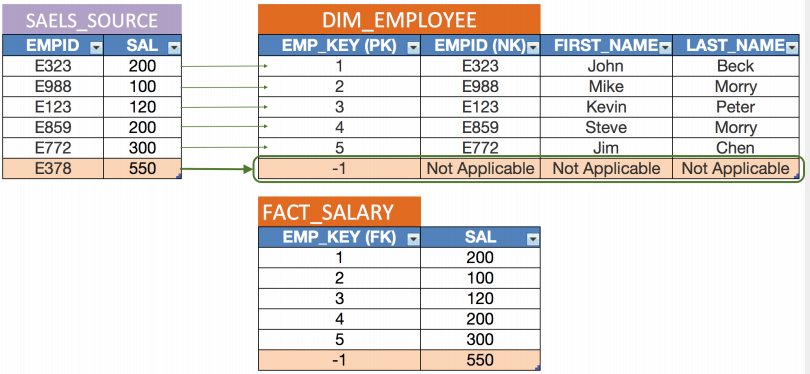 SAELS_SOURCE
EMPID SAL
E323 200
E988 100
E123 120
E859 200
E772 300
E378 550
DIM_EMPLOYEE
EMP_KEY (PK) EMPID (NK) FIRST_NAME LAST_NAME
1 E323 John Beck
2 E988 Mike Morry
3 E123 Kevin Peter
4 E859 Steve Morry
5 E772 Jim Chen
-1 Not Applicable Not Applicable Not Applicable
FACT_SALARY
EMP_KEY (FK) SAL
1 200
2 100
3 120
4 200
5 300
-1 550